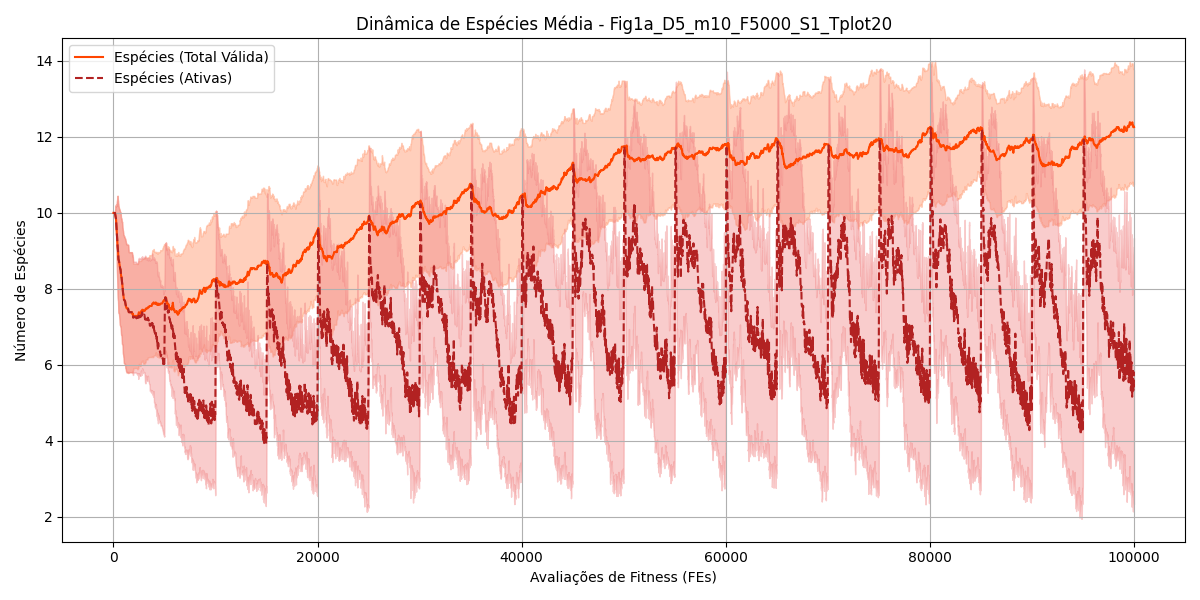 Dinâmica de Espécies Média - Fig1a_D5_m10_F5000_S1_Tplot20
Espécies (Total Válida)
Espécies (Ativas)
Número de Espécies
14
12
10
8
6
4
2
0
20000
40000
60000
80000
100000
Avaliações de Fitness (FEs)